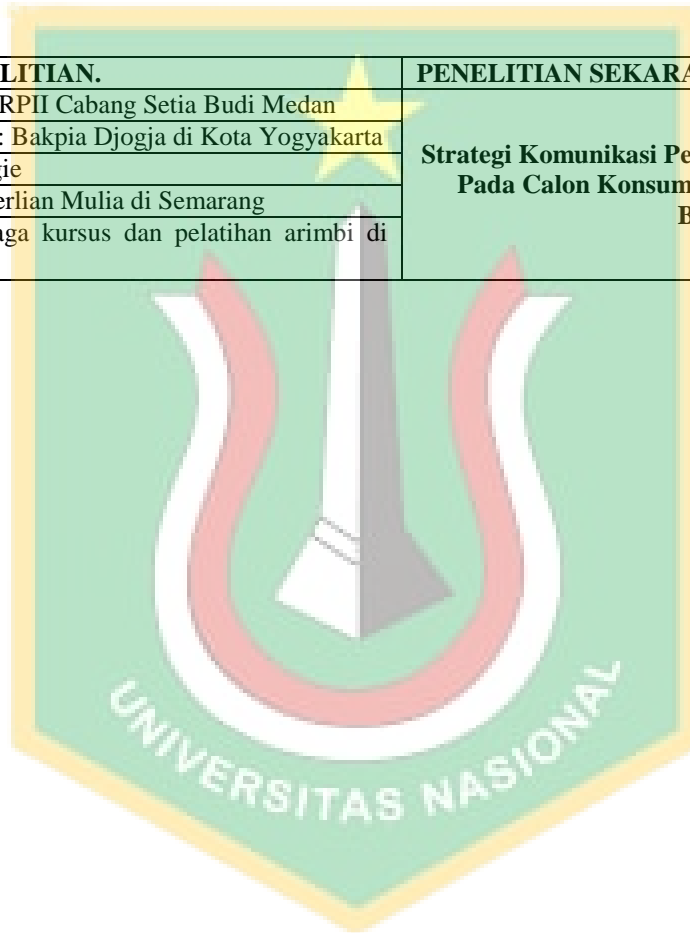 LITIAN.
PENELITIAN SEKARA
RPII Cabang Setia Budi Medan
: Bakpia Djogja di Kota Yogyakarta
gie
erlian Mulia di Semarang
aga kursus dan pelatihan arimbi di
Strategi Komunikasi Pe
Pada Calon Konsum
B
UNIVERSITAS NASIONAL